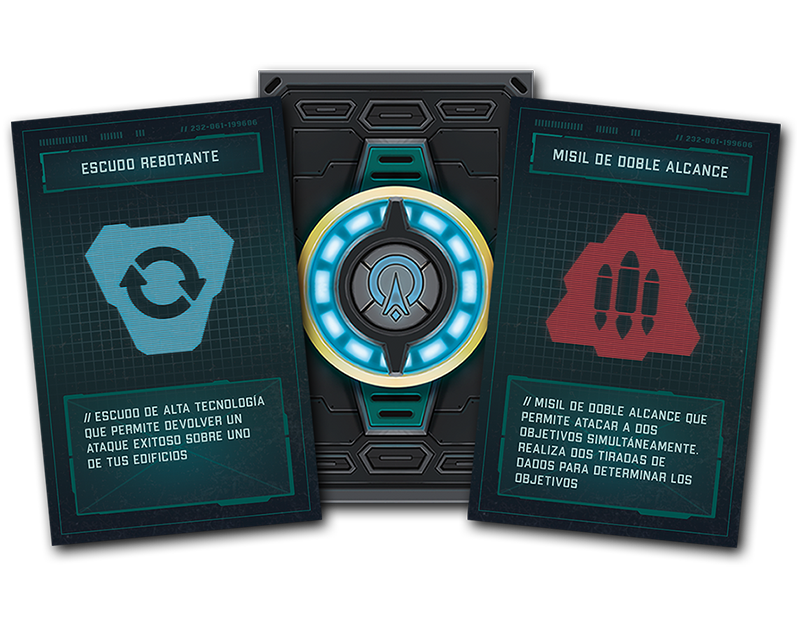 // 232-061-199606
ESCUDO REBOTANTE
// ESCUDO DE ALTA TECNOLOGÍA
QUE PERMITE DEVOLVER UN
ATAQUE EXITOSO SOBRE UNO
DE TUS EDIFICIOS
// 232-061-199606
MISIL DE DOBLE ALCANCE
// MISIL DE DOBLE ALCANCE QUE
PERMITE ATACAR A DOS
OBJETIVOS SIMULTÁNEAMENTE.
REALIZA DOS TIRADAS DE
DADOS PARA DETERMINAR LOS
OBJETIVOS